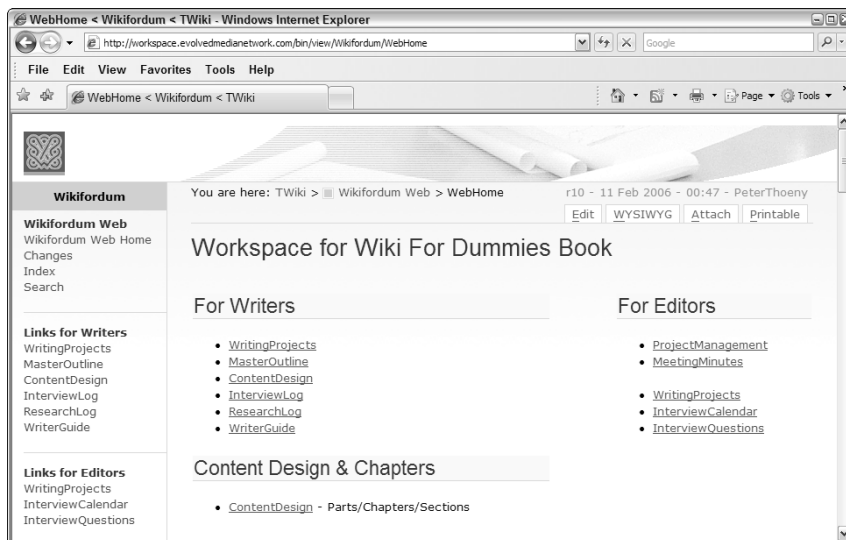 WebHome < Wikifordum < TWiki - Windows Internet Explorer
http://workspace.evolvedmedianetwork.com/bin/view/Wikifordum/WebHome
Google
File Edit View Favorites Tools Help
WebHome < Wikifordum < TWiki
Page Tools
Wikifordum
You are here: TWiki > Wikifordum Web > WebHome
r10 - 11 Feb 2006 - 00:47 - PeterThoeny
Edit WYSIWYG Attach Printable
Wikifordum Web
Wikifordum Web Home
Changes
Index
Search
Links for Writers
WritingProjects
MasterOutline
ContentDesign
InterviewLog
ResearchLog
WriterGuide
Links for Editors
WritingProjects
InterviewCalendar
InterviewQuestions
Workspace for Wiki For Dummies Book
For Writers
• WritingProjects
• MasterOutline
• ContentDesign
• InterviewLog
• ResearchLog
• WriterGuide
For Editors
• ProjectManagement
• MeetingMinutes
• WritingProjects
• InterviewCalendar
• InterviewQuestions
Content Design & Chapters
• ContentDesign - Parts/Chapters/Sections